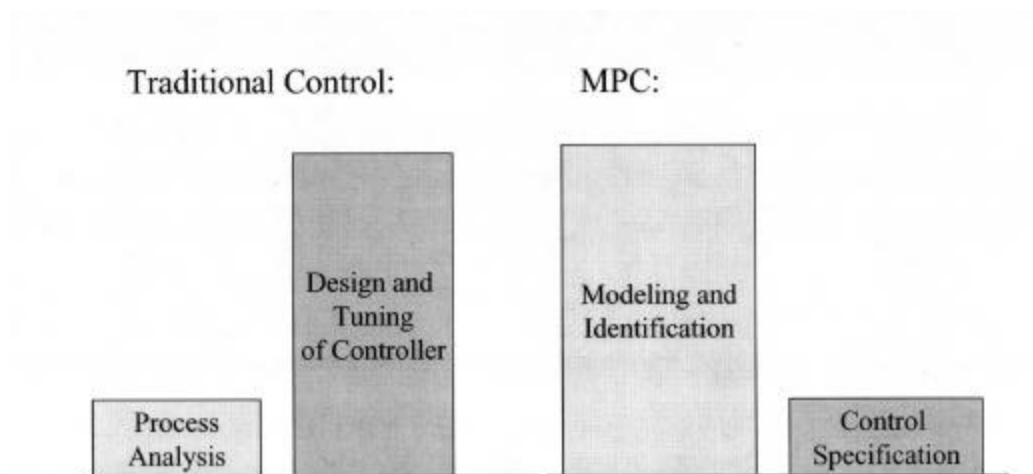 Traditional Control:
MPC:
Design and
Tuning
of Controller
Modeling and
Identification
Process
Analysis
Control
Specification